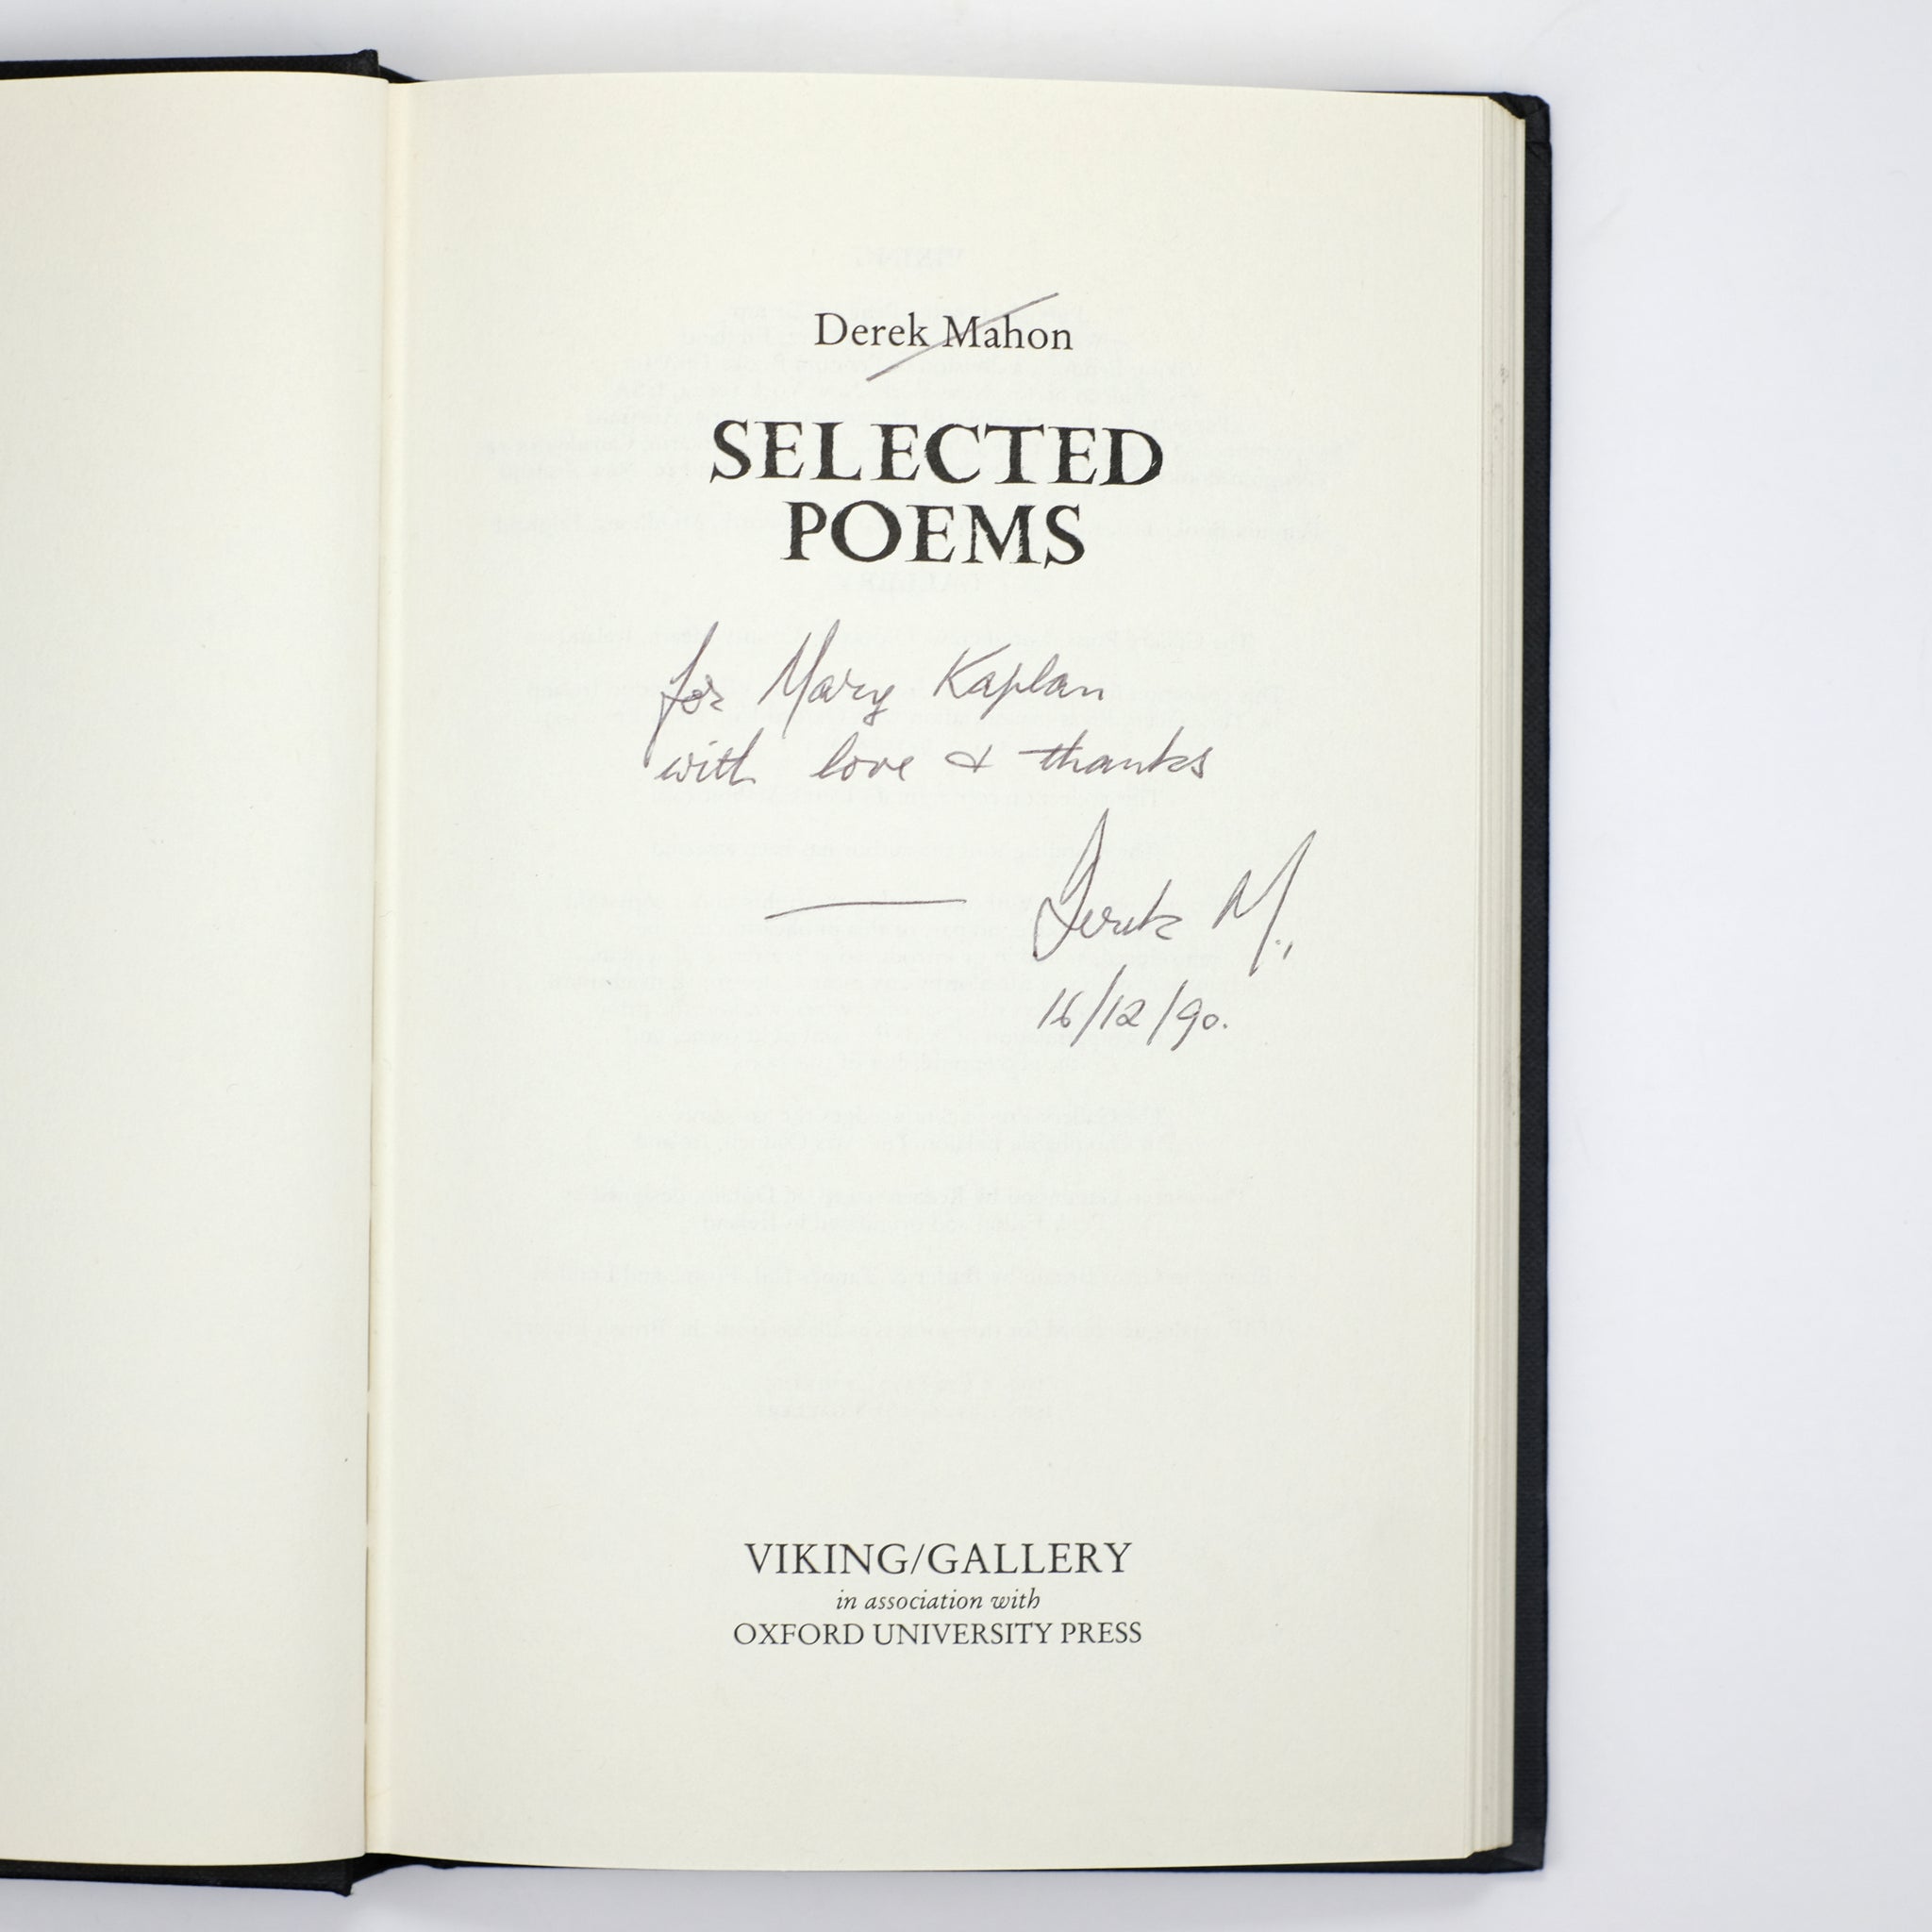 Derek Mahon
SELECTED
POEMS
for Mary Kaplan
with love & thanks
— Derek M.,
16/12/90.
VIKING/GALLERY
in association with
OXFORD UNIVERSITY PRESS